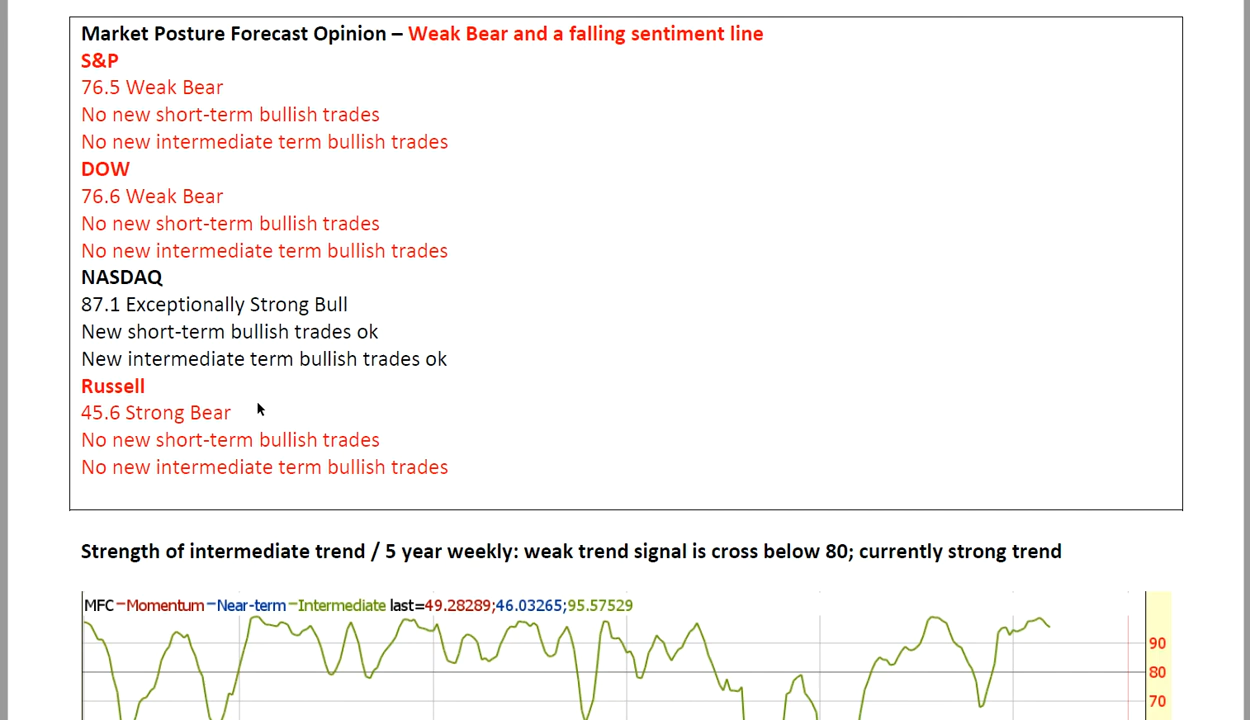 Market Posture Forecast Opinion – Weak Bear and a falling sentiment line
S&P
76.5 Weak Bear
No new short-term bullish trades
No new intermediate term bullish trades
DOW
76.6 Weak Bear
No new short-term bullish trades
No new intermediate term bullish trades
NASDAQ
87.1 Exceptionally Strong Bull
New short-term bullish trades ok
New intermediate term bullish trades ok
Russell
45.6 Strong Bear
No new short-term bullish trades
No new intermediate term bullish trades
Strength of intermediate trend / 5 year weekly: weak trend signal is cross below 80; currently strong trend
MFC —Momentum —Near-term —Intermediate last=49.28289;46.03265;95.57529
90
80
70